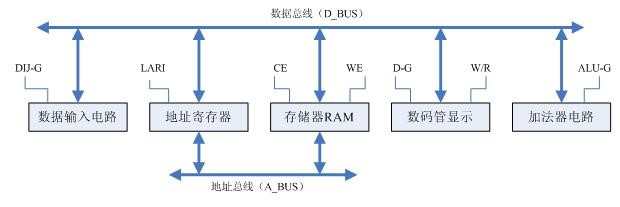 数据总线（D_BUS）
DIJ-G LARI CE WE D-G W/R ALU-G
数据输入电路 地址寄存器 存储器RAM 数码管显示 加法器电路
地址总线（A_BUS）